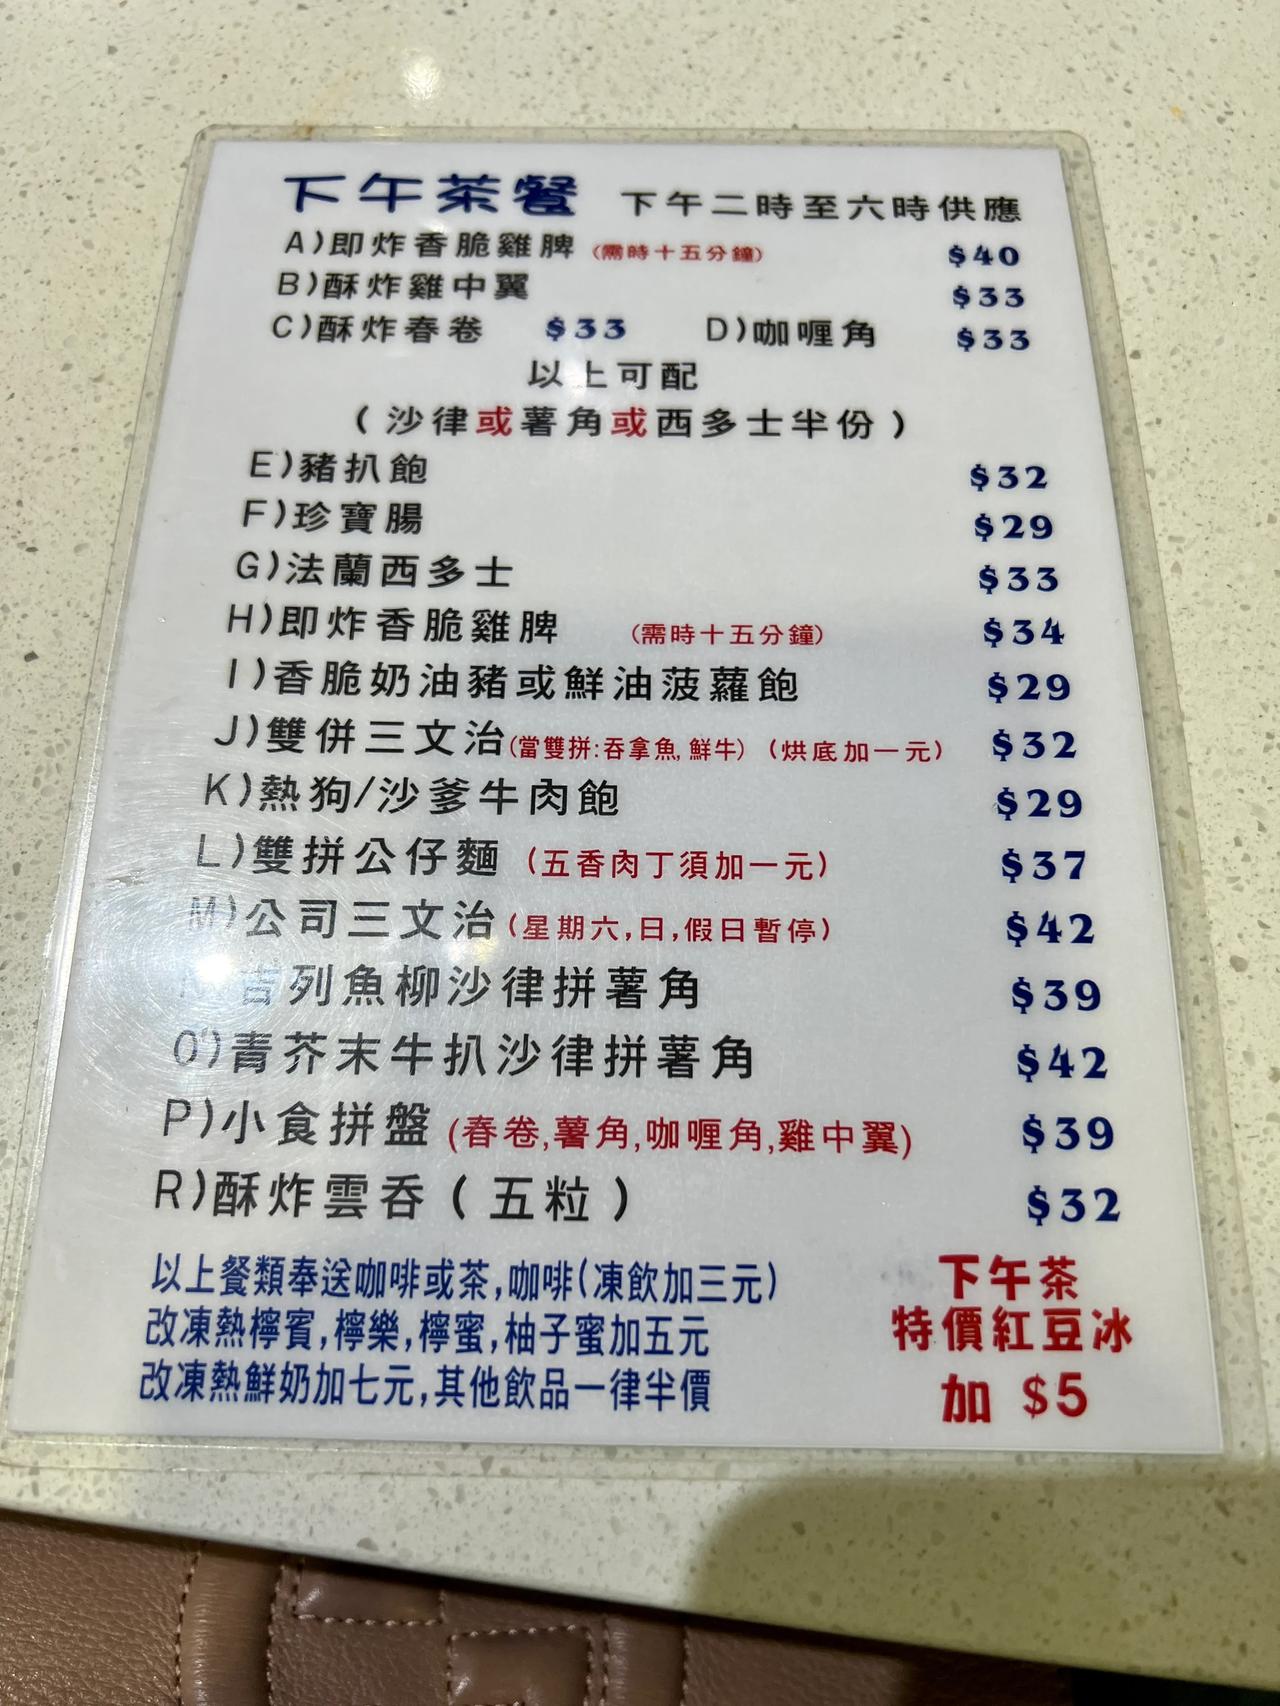 下午茶餐 下午二時至六時供應
A)即炸香脆雞脾 (需時十五分鐘) $40
B)酥炸雞中翼 $33
C)酥炸春卷 $33 D)咖喱角 $33
以上可配
(沙律或薯角或西多士半份)
E)豬扒飽 $32
F)珍寶腸 $29
G)法蘭西多士 $33
H)即炸香脆雞脾 (需時十五分鐘) $34
I)香脆奶油豬或鮮油菠蘿飽 $29
J)雙併三文治(當雙拼:吞拿魚,鮮牛) (烘底加一元) $32
K)熱狗/沙爹牛肉飽 $29
L)雙拼公仔麵 (五香肉丁須加一元) $37
M)公司三文治(星期六,日,假日暫停) $42
吉列魚柳沙律拼薯角 $39
O)青芥末牛扒沙律拼薯角 $42
P)小食拼盤 (春卷,薯角,咖喱角,雞中翼) $39
R)酥炸雲吞(五粒) $32
以上餐類奉送咖啡或茶,咖啡(凍飲加三元)
改凍熱檸賓,檸樂,檸蜜,柚子蜜加五元
改凍熱鮮奶加七元,其他飲品一律半價
下午茶
特價紅豆冰
加 $5